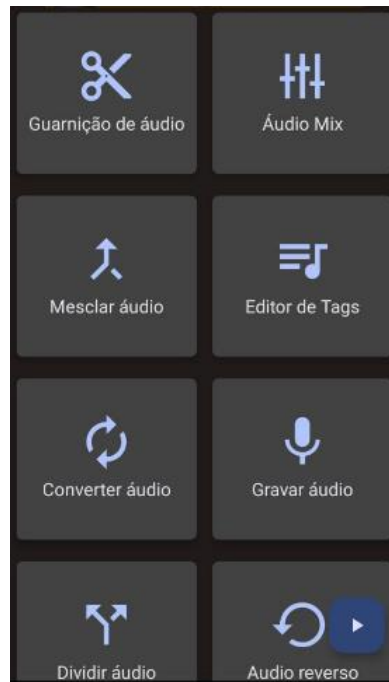 Guarnição de áudio
Áudio Mix
Mesclar áudio
Editor de Tags
Converter áudio
Gravar áudio
Dividir áudio
Audio reverso